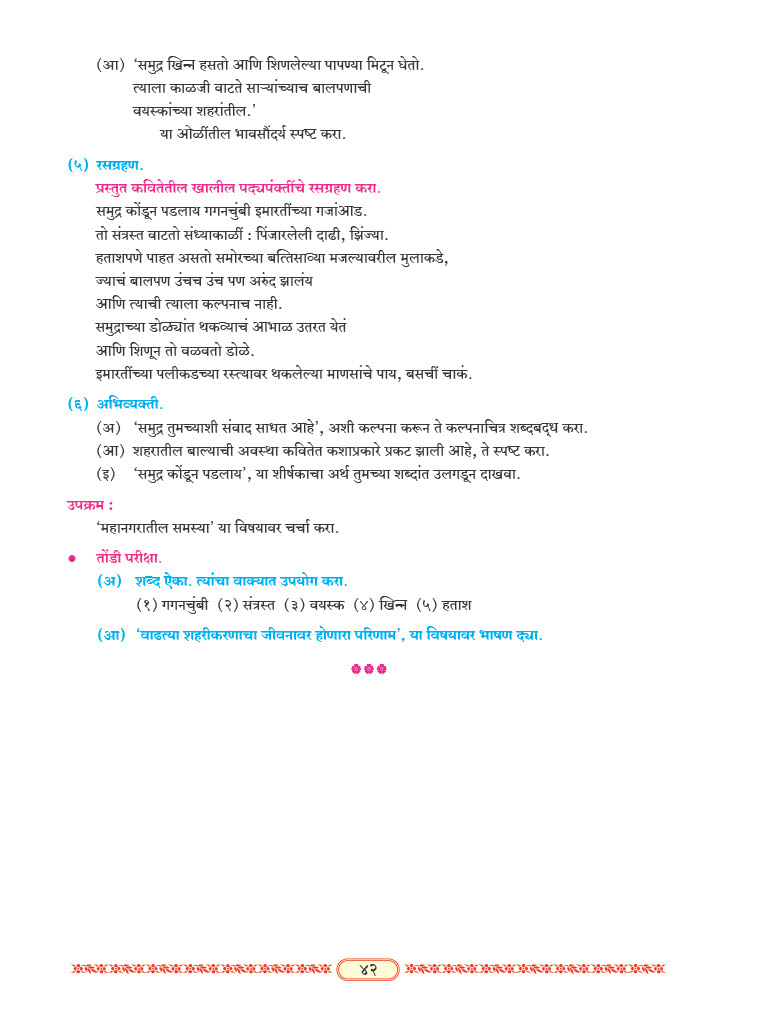 (आ) ‘समुद्र खिन्न हसतो आणि शिणलेल्या पापण्या मिटून घेतो.
त्याला काळजी वाटते साऱ्यांच्याच बालपणाची
वयस्कांच्या शहरांतील.’
या ओळींतील भावसौंदर्य स्पष्ट करा.
(५) रसग्रहण.
प्रस्तुत कवितेतील खालील पद्यपंक्तींचे रसग्रहण करा.
समुद्र कोंडून पडलाय गगनचुंबी इमारतींच्या गजांआड.
तो संत्रस्त वाटतो संध्याकाळीं : पिंजारलेली दाढी, झिंज्या.
हताशपणे पाहत असतो समोरच्या बत्तिसाव्या मजल्यावरील मुलाकडे,
ज्याचं बालपण उंचच उंच पण अरुंद झालंय
आणि त्याची त्याला कल्पनाच नाही.
समुद्राच्या डोळ्यांत थकव्याचं आभाळ उतरत येतं
आणि शिणून तो वळवतो डोळे.
इमारतींच्या पलीकडच्या रस्त्यावर थकलेल्या माणसांचे पाय, बसचीं चाकं.
(६) अभिव्यक्ती.
(अ) ‘समुद्र तुमच्याशी संवाद साधत आहे’, अशी कल्पना करून ते कल्पनाचित्र शब्दबद्ध करा.
(आ) शहरातील बाल्याची अवस्था कवितेत कशाप्रकारे प्रकट झाली आहे, ते स्पष्ट करा.
(इ) ‘समुद्र कोंडून पडलाय’, या शीर्षकाचा अर्थ तुमच्या शब्दांत उलगडून दाखवा.
उपक्रम :
‘महानगरातील समस्या’ या विषयावर चर्चा करा.
• तोंडी परीक्षा.
(अ) शब्द ऐका. त्यांचा वाक्यात उपयोग करा.
(१) गगनचुंबी (२) संत्रस्त (३) वयस्क (४) खिन्न (५) हताश
(आ) ‘वाढत्या शहरीकरणाचा जीवनावर होणारा परिणाम’, या विषयावर भाषण द्या.
४२